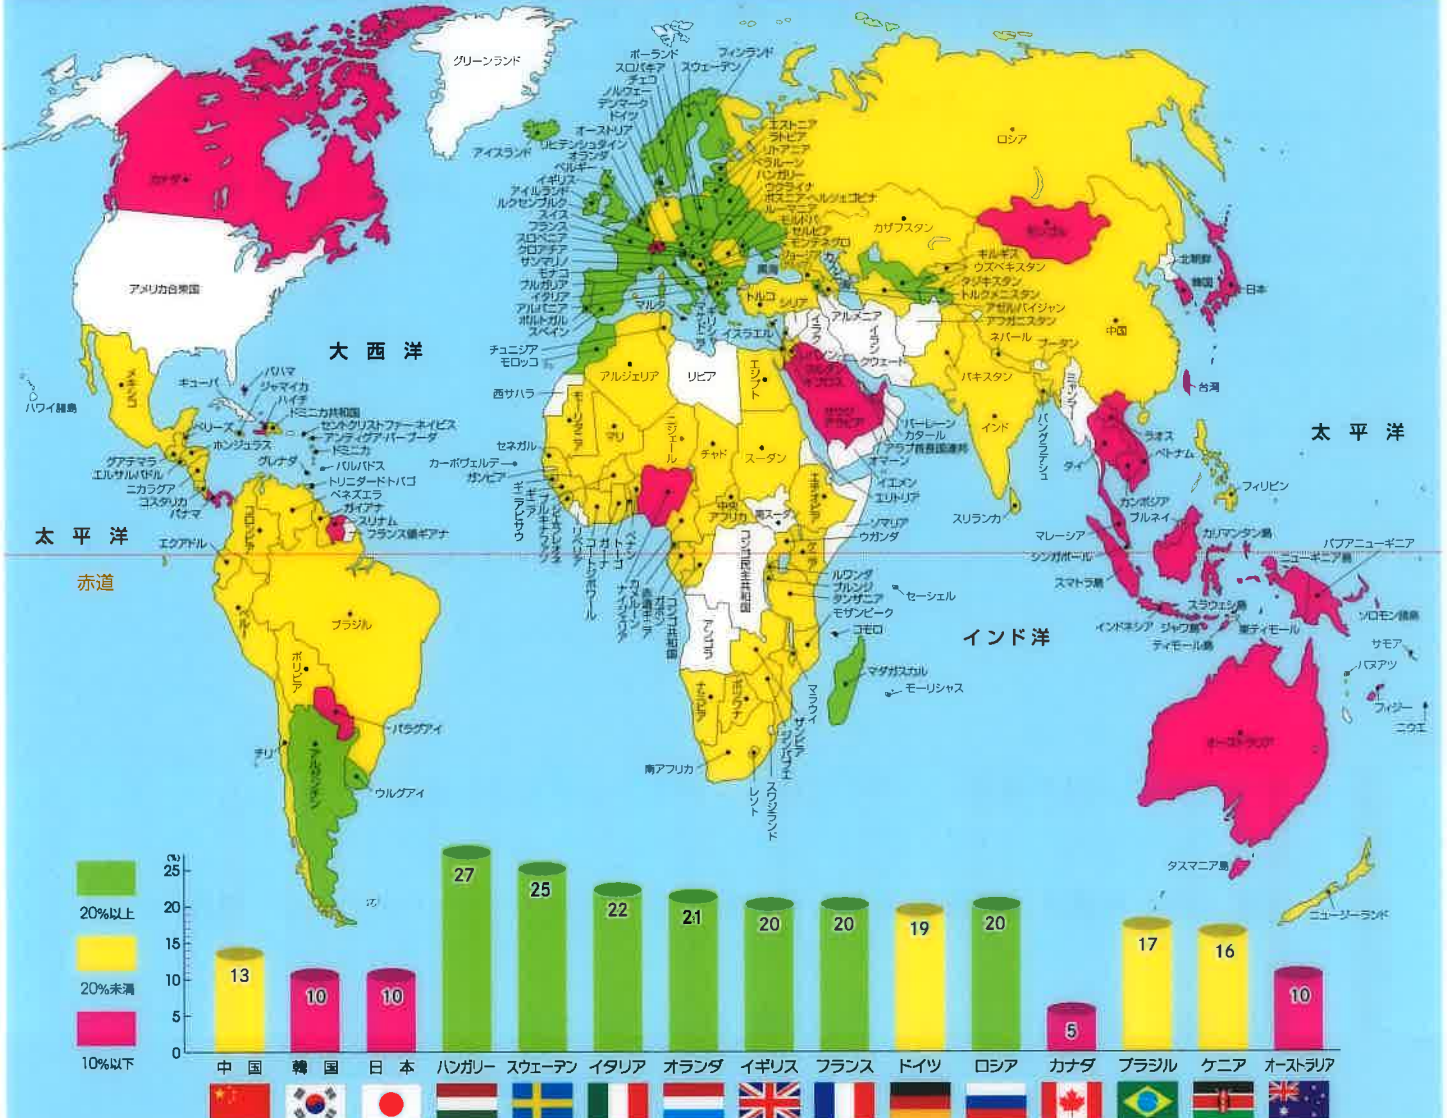 グリーンランド
アイスランド
カナダ
アメリカ合衆国
大西洋
メキシコ
ハワイ諸島
キューバ
バハマ
ジャマイカ
ハイチ
ドミニカ共和国
セントクリストファー・ネイビス
アンティグア・バーブーダ
ドミニカ
バルバドス
トリニダードトバゴ
ベネズエラ
ガイアナ
スリナム
フランス領ギアナ
ベリーズ
ホンジュラス
グレナダ
グアテマラ
エルサルバドル
ニカラグア
コスタリカ
パナマ
コロンビア
エクアドル
太平洋
赤道
ペルー
ブラジル
ボリビア
パラグアイ
チリ
アルゼンチン
ウルグアイ
ポーランド
フィンランド
スロバキア
スウェーデン
チェコ
ノルウェー
デンマーク
ドイツ
オーストリア
リヒテンシュタイン
オランダ
ベルギー
イギリス
アイルランド
ルクセンブルク
スイス
フランス
スロベニア
クロアチア
サンマリノ
モナコ
ブルガリア
イタリア
アルバニア
ポルトガル
スペイン
マルタ
チュニジア
モロッコ
西サハラ
エストニア
ラトビア
リトアニア
ベラルーシ
ハンガリー
ウクライナ
ボスニア・ヘルツェゴビナ
ルーマニア
モルドバ
セルビア
モンテネグロ
ジョージア
黒海
トルコ
シリア
イスラエル
アルメニア
イラク
イラン
クウェート
レバノン
ヨルダン
キプロス
サウジアラビア
バーレーン
カタール
アラブ首長国連邦
オマーン
イエメン
エリトリア
ソマリア
ウガンダ
ロシア
カザフスタン
モンゴル
キルギス
ウズベキスタン
タジキスタン
トルクメニスタン
アゼルバイジャン
アフガニスタン
ネパール
ブータン
パキスタン
インド
バングラデシュ
ミャンマー
スリランカ
中国
北朝鮮
韓国
日本
台湾
ラオス
ベトナム
タイ
カンボジア
ブルネイ
フィリピン
太平洋
マレーシア
シンガポール
スマトラ島
カリマンタン島
パプアニューギニア
ニューギニア島
スラウェシ島
インドネシア
ジャワ島
東ティモール
ティモール島
ソロモン諸島
サモア
バヌアツ
フィジー
ニウエ
オーストラリア
タスマニア島
ニュージーランド
インド洋
アルジェリア
リビア
エジプト
モーリタニア
マリ
ニジェール
チャド
スーダン
エチオピア
セネガル
カーボヴェルデ
ガンビア
ギニアビサウ
ギニア
リベリア
コートジボワール
ガーナ
トーゴ
ベナン
ナイジェリア
カメルーン
赤道ギニア
ガボン
コンゴ共和国
中央アフリカ
南スーダン
コンゴ民主共和国
アンゴラ
ルワンダ
ブルンジ
タンザニア
モザンビーク
セーシェル
コモロ
マダガスカル
モーリシャス
マラウイ
ザンビア
ジンバブエ
ナミビア
ボツワナ
南アフリカ
レソト
スワジランド
20%以上
20%未満
10%以下
%
25
20
15
10
5
0
13 10 10 27 25 22 21 20 20 19 20 5 17 16 10
中国 韓国 日本 ハンガリー スウェーデン イタリア オランダ イギリス フランス ドイツ ロシア カナダ ブラジル ケニア オーストラリア